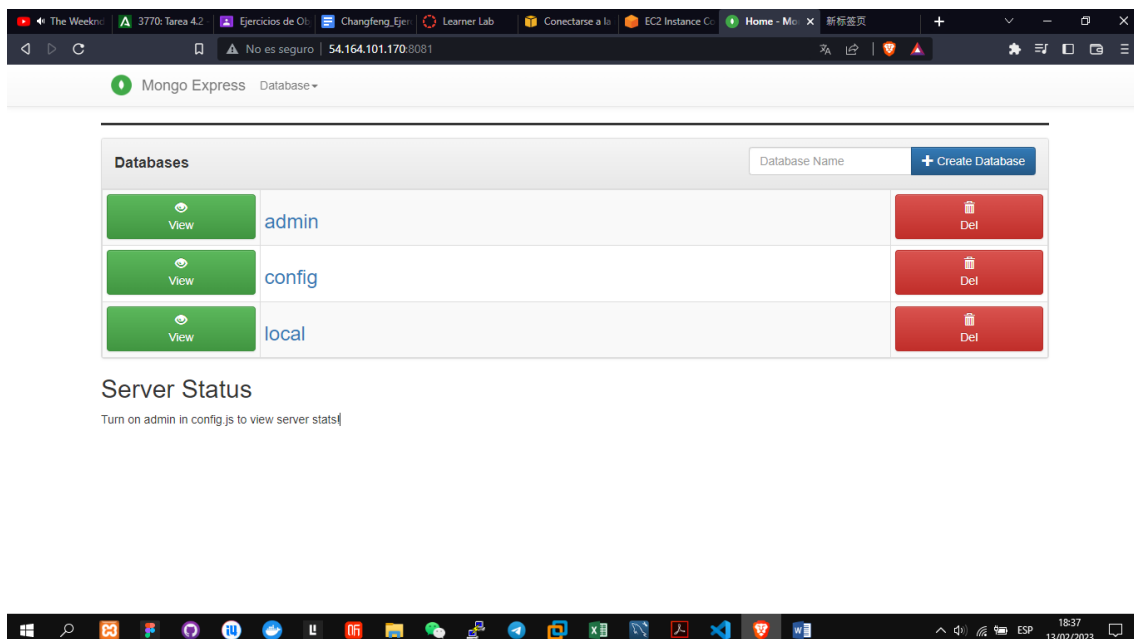 The Weeknd
3770: Tarea 4.2 -
Ejercicios de Ob
Changfeng_Ejer
Learner Lab
Conectarse a la
EC2 Instance Co
Home - Mo
新标签页
No es seguro | 54.164.101.170:8081
Mongo Express Database
Databases
Database Name
+ Create Database
View
admin
Del
View
config
Del
View
local
Del
Server Status
Turn on admin in config.js to view server stats!
ESP
18:37
13/02/2023